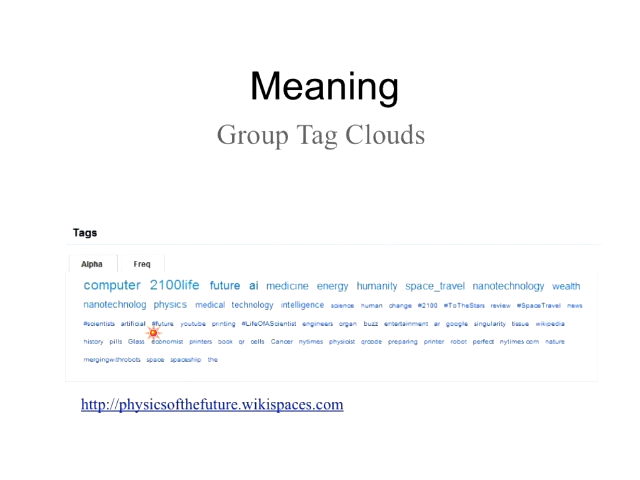 Meaning
Group Tag Clouds
Tags
Alpha Freq
computer 2100life future ai medicine energy humanity space_travel nanotechnology wealth
nanotechnolog physics medical technology intelligence science human change #2100 #ToTheStars review #SpaceTravel news
#scientists artificial #future youtube printing #LifeOfAScientist engineers organ buzz entertainment ar google singularity tissue wikipedia
history pills Glass economist printers book or cells Cancer nytimes physicist qrcode preparing printer robot perfect nytimes.com nature
mergingwithrobots space spaceship the
http://physicsofthefuture.wikispaces.com